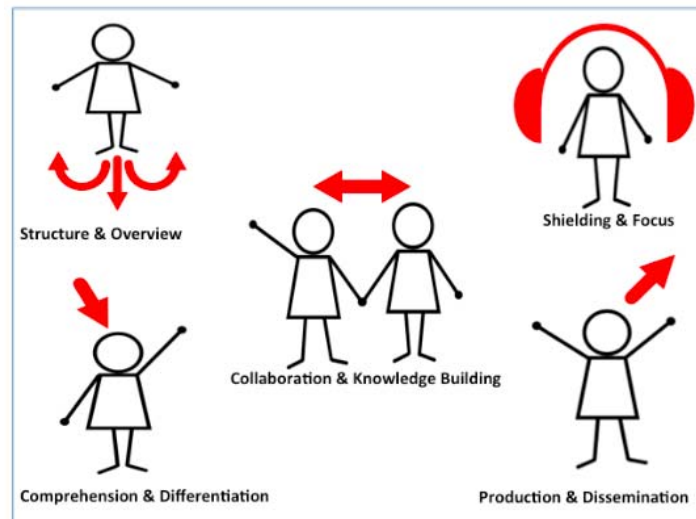 Structure & Overview
Shielding & Focus
Collaboration & Knowledge Building
Comprehension & Differentiation
Production & Dissemination